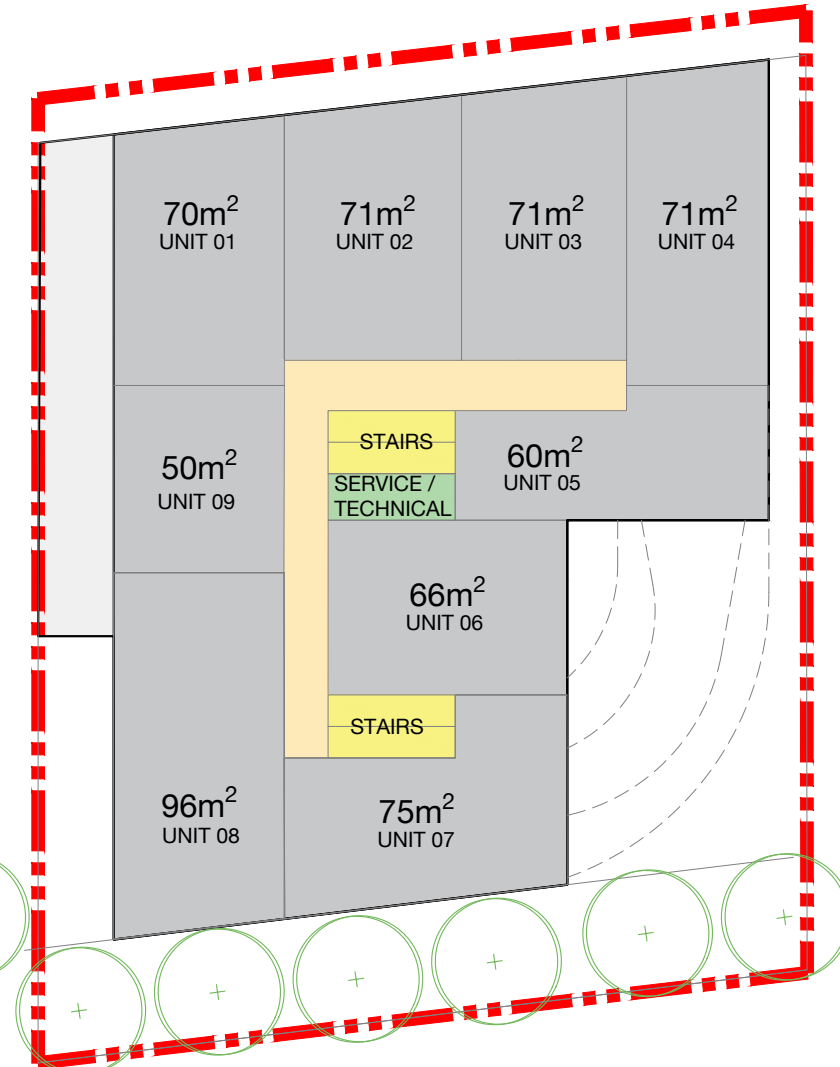 70m²
UNIT 01
71m²
UNIT 02
71m²
UNIT 03
71m²
UNIT 04
STAIRS
SERVICE /
TECHNICAL
60m²
UNIT 05
50m²
UNIT 09
66m²
UNIT 06
STAIRS
96m²
UNIT 08
75m²
UNIT 07